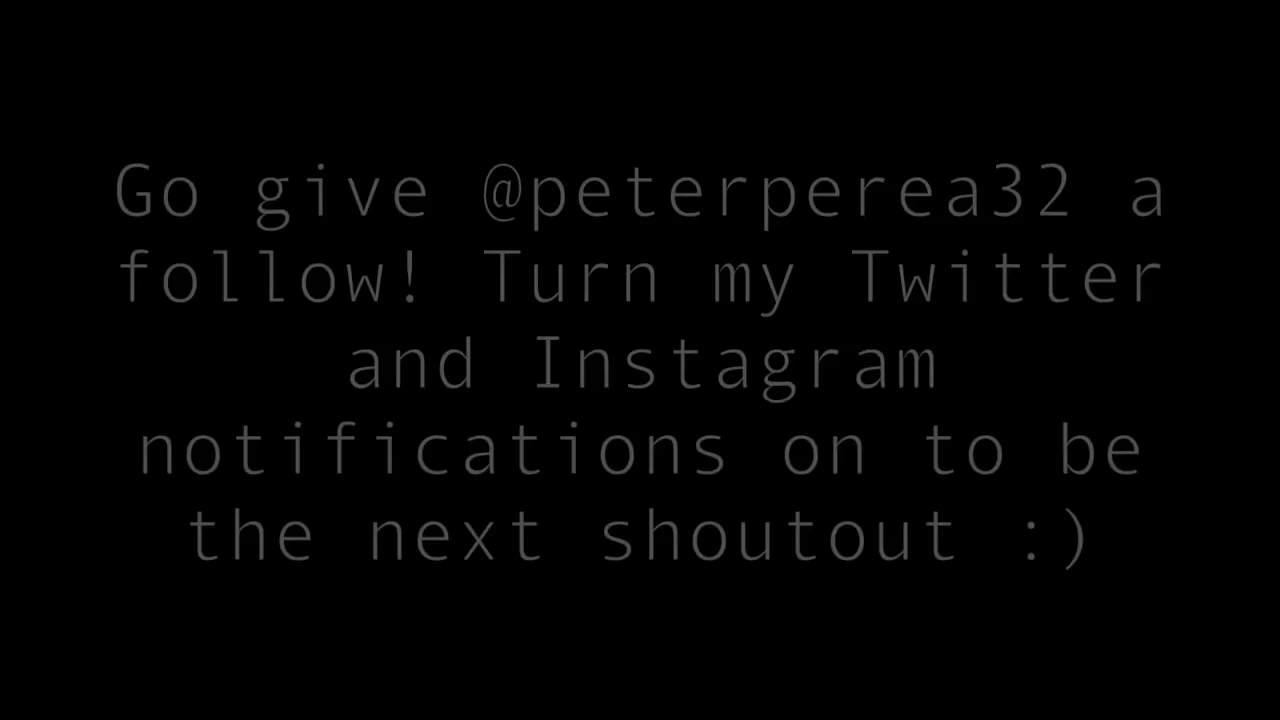 Go give @peterperea32 a
follow! Turn my Twitter
and Instagram
notifications on to be
the next shoutout :)